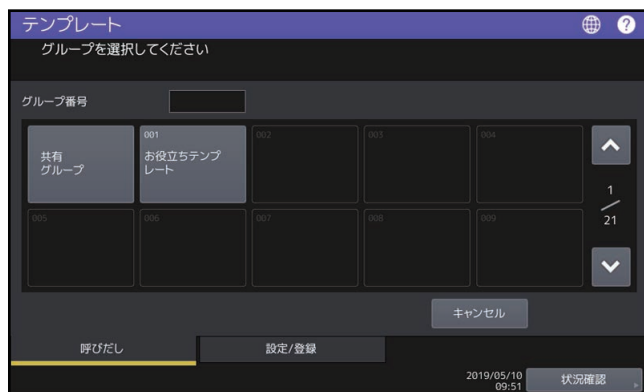 テンプレート
?
グループを選択してください
グループ番号
共有
グループ
001
お役立ちテンプ
レート
002
003
004
005
006
007
008
009
1
21
キャンセル
呼びだし
設定/登録
2019/05/10
09:51
状況確認